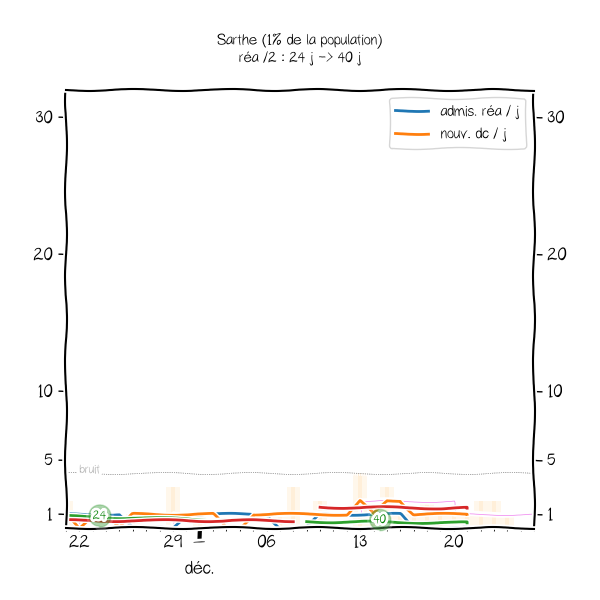 Sarthe (1% de la population)
réa /2 : 24 j -> 40 j
admis. réa / j
nouv. dc / j
30 30
20 20
10 10
5 5
bruit
1 1
24
40
22 29 06 13 20
déc.